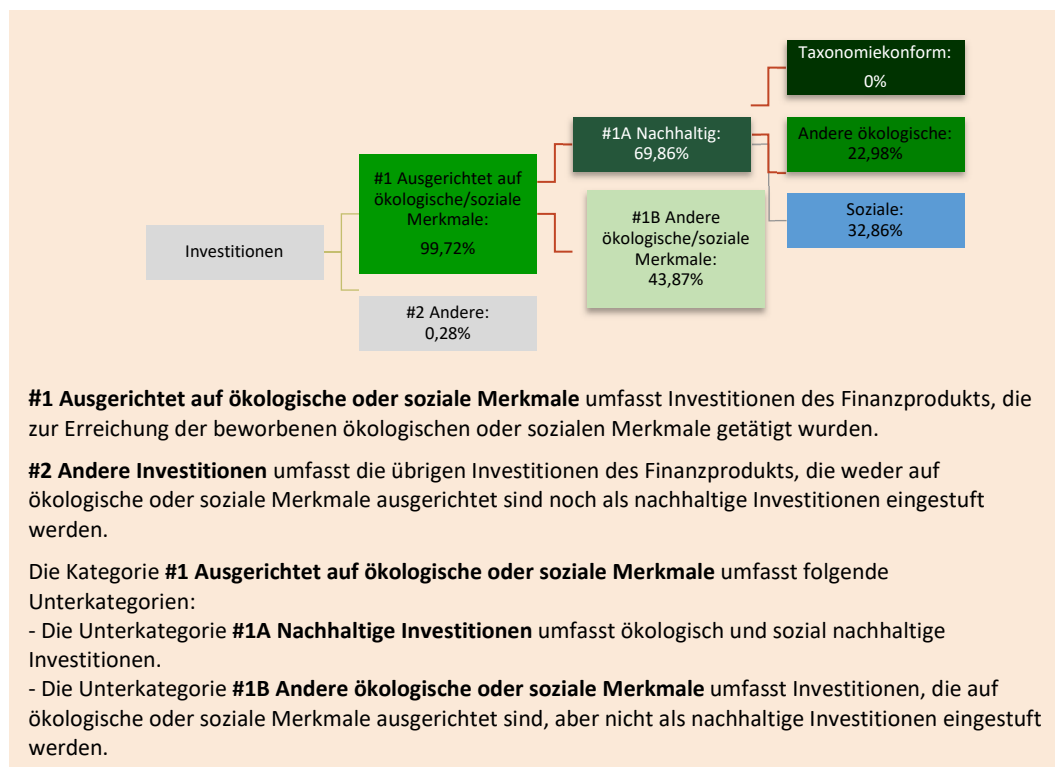 Taxonomiekonform:
0%
#1A Nachhaltig:
69,86%
Andere ökologische:
22,98%
#1 Ausgerichtet auf
ökologische/soziale
Merkmale:
99,72%
#1B Andere
ökologische/soziale
Merkmale:
43,87%
Soziale:
32,86%
Investitionen
#2 Andere:
0,28%
#1 Ausgerichtet auf ökologische oder soziale Merkmale umfasst Investitionen des Finanzprodukts, die
zur Erreichung der beworbenen ökologischen oder sozialen Merkmale getätigt wurden.
#2 Andere Investitionen umfasst die übrigen Investitionen des Finanzprodukts, die weder auf
ökologische oder soziale Merkmale ausgerichtet sind noch als nachhaltige Investitionen eingestuft
werden.
Die Kategorie #1 Ausgerichtet auf ökologische oder soziale Merkmale umfasst folgende
Unterkategorien:
- Die Unterkategorie #1A Nachhaltige Investitionen umfasst ökologisch und sozial nachhaltige
Investitionen.
- Die Unterkategorie #1B Andere ökologische oder soziale Merkmale umfasst Investitionen, die auf
ökologische oder soziale Merkmale ausgerichtet sind, aber nicht als nachhaltige Investitionen eingestuft
werden.